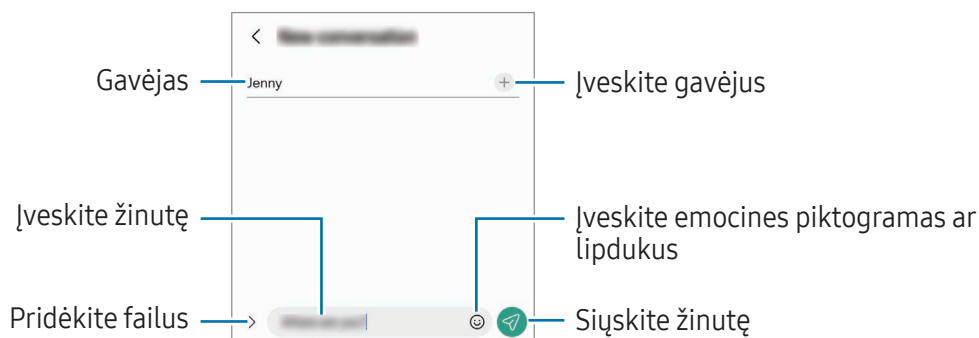 Gavėjas
Jenny
Įveskite gavėjus
Įveskite žinutę
Įveskite emocines piktogramas ar
lipdukus
Pridėkite failus
Siųskite žinutę